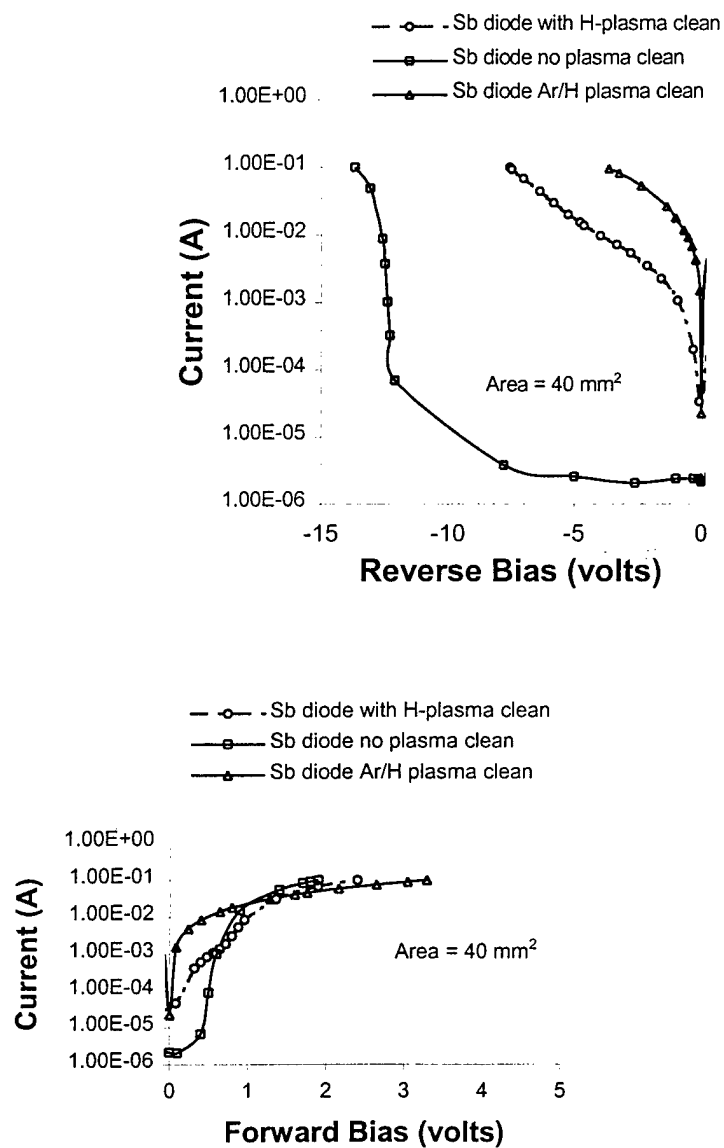 Sb diode with H-plasma clean
Sb diode no plasma clean
Sb diode Ar/H plasma clean
1.00E+00
1.00E-01
1.00E-02
1.00E-03
1.00E-04
1.00E-05
1.00E-06
Current (A)
Area = 40 mm²
-15 -10 -5 0
Reverse Bias (volts)
Sb diode with H-plasma clean
Sb diode no plasma clean
Sb diode Ar/H plasma clean
1.00E+00
1.00E-01
1.00E-02
1.00E-03
1.00E-04
1.00E-05
1.00E-06
Current (A)
Area = 40 mm²
0 1 2 3 4 5
Forward Bias (volts)